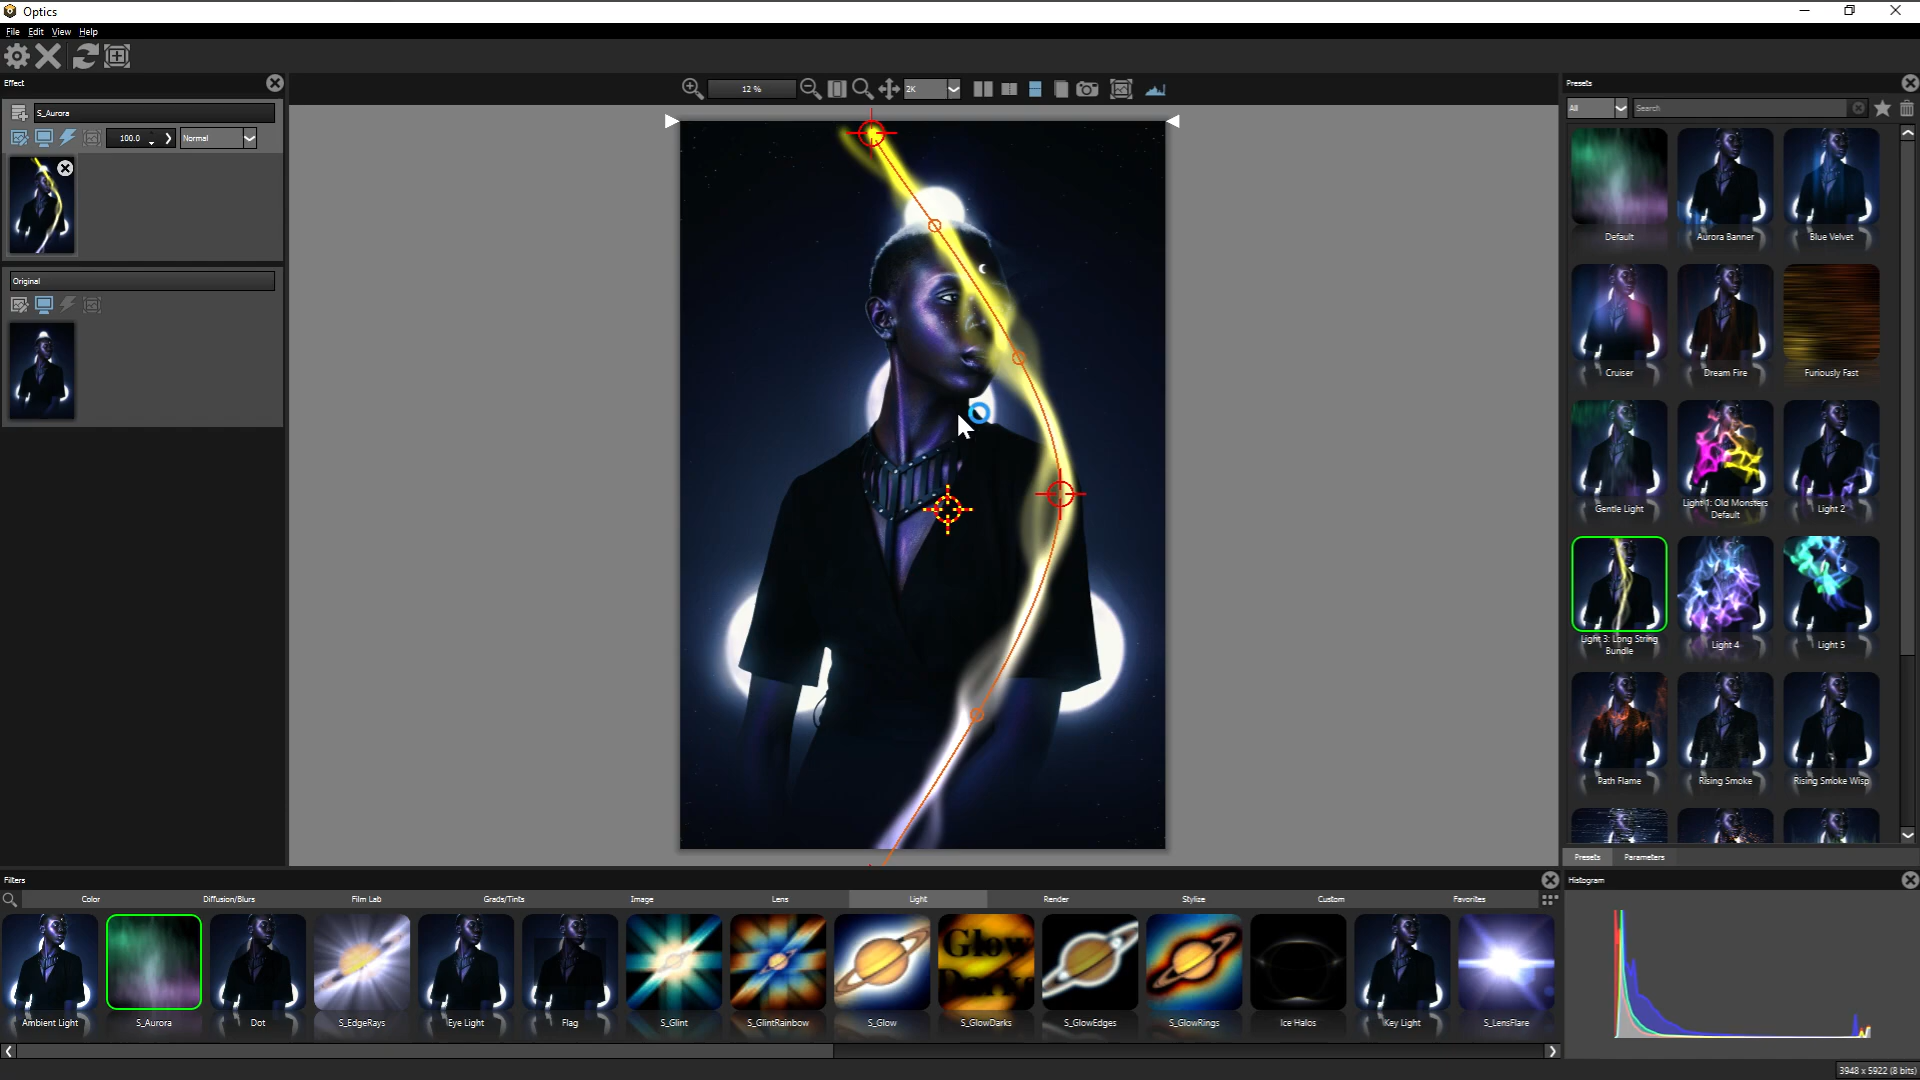 Optics
File Edit View Help
Effect
S_Aurora
100.0 Normal
Original
12 %
2K
Presets
All Search
Default Aurora Banner Blue Velvet
Cruiser Dream Fire Furiously Fast
Gentle Light Light 1: Old Monsters Default Light 2
Light 3: Long String Bundle Light 4 Light 5
Path Flame Rising Smoke Rising Smoke Wisp
Presets Parameters
Filters
Color Diffusion/Blurs Film Lab Grads/Tints Image Lens Light Render Stylize Custom Favorites
Glow
Darks
Ambient Light S_Aurora Dot S_EdgeRays Eye Light Flag S_Glint S_GlintRainbow S_Glow S_GlowDarks S_GlowEdges S_GlowRings Ice Halos Key Light S_LensFlare
Histogram
3948 x 5922 (8 bits)